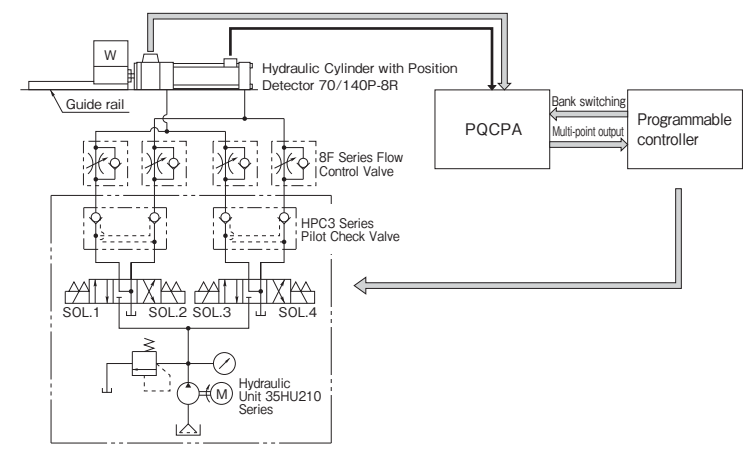 W
Hydraulic Cylinder with Position
Detector 70/140P-8R
Guide rail
PQCPA
Bank switching
Multi-point output
Programmable
controller
8F Series Flow
Control Valve
HPC3 Series
Pilot Check Valve
SOL.1
SOL.2
SOL.3
SOL.4
M
Hydraulic
Unit 35HU210
Series